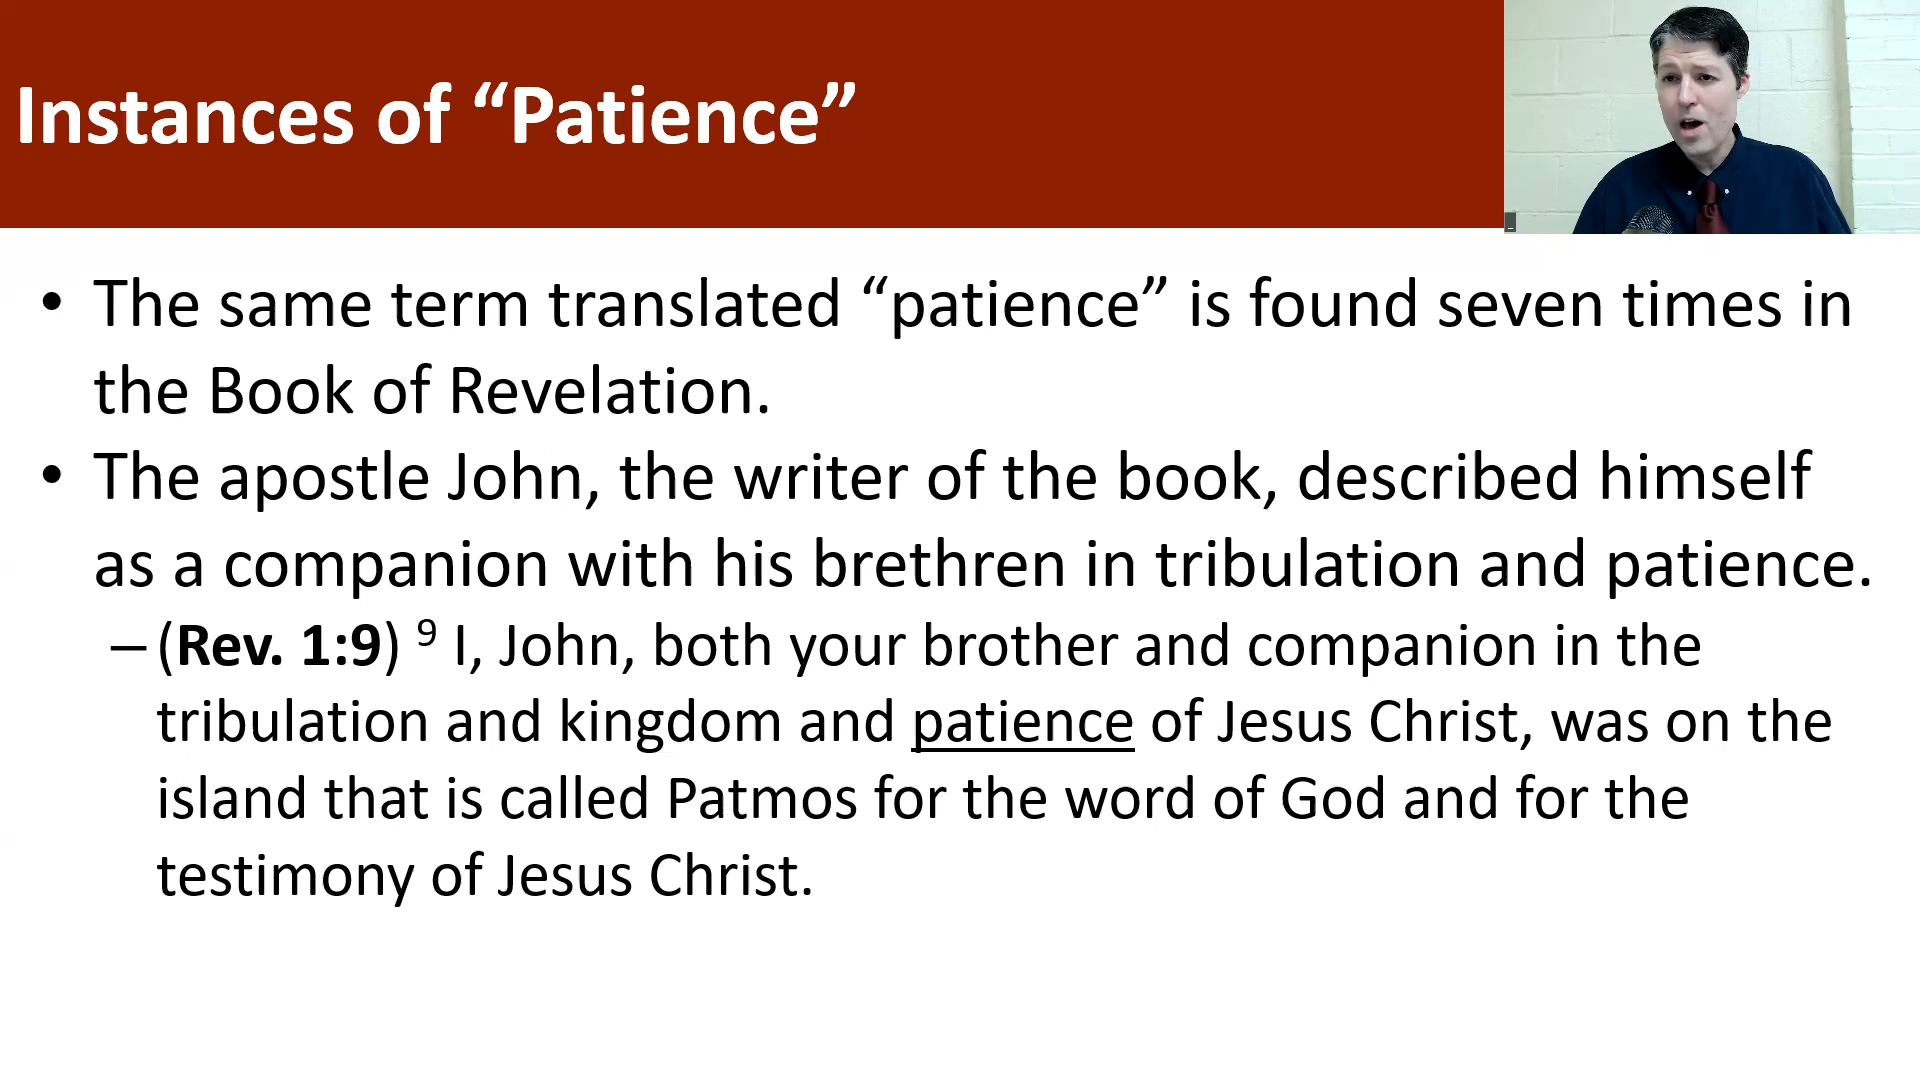 Instances of “Patience”
• The same term translated “patience” is found seven times in
the Book of Revelation.
• The apostle John, the writer of the book, described himself
as a companion with his brethren in tribulation and patience.
– (Rev. 1:9) ⁹ I, John, both your brother and companion in the
tribulation and kingdom and patience of Jesus Christ, was on the
island that is called Patmos for the word of God and for the
testimony of Jesus Christ.